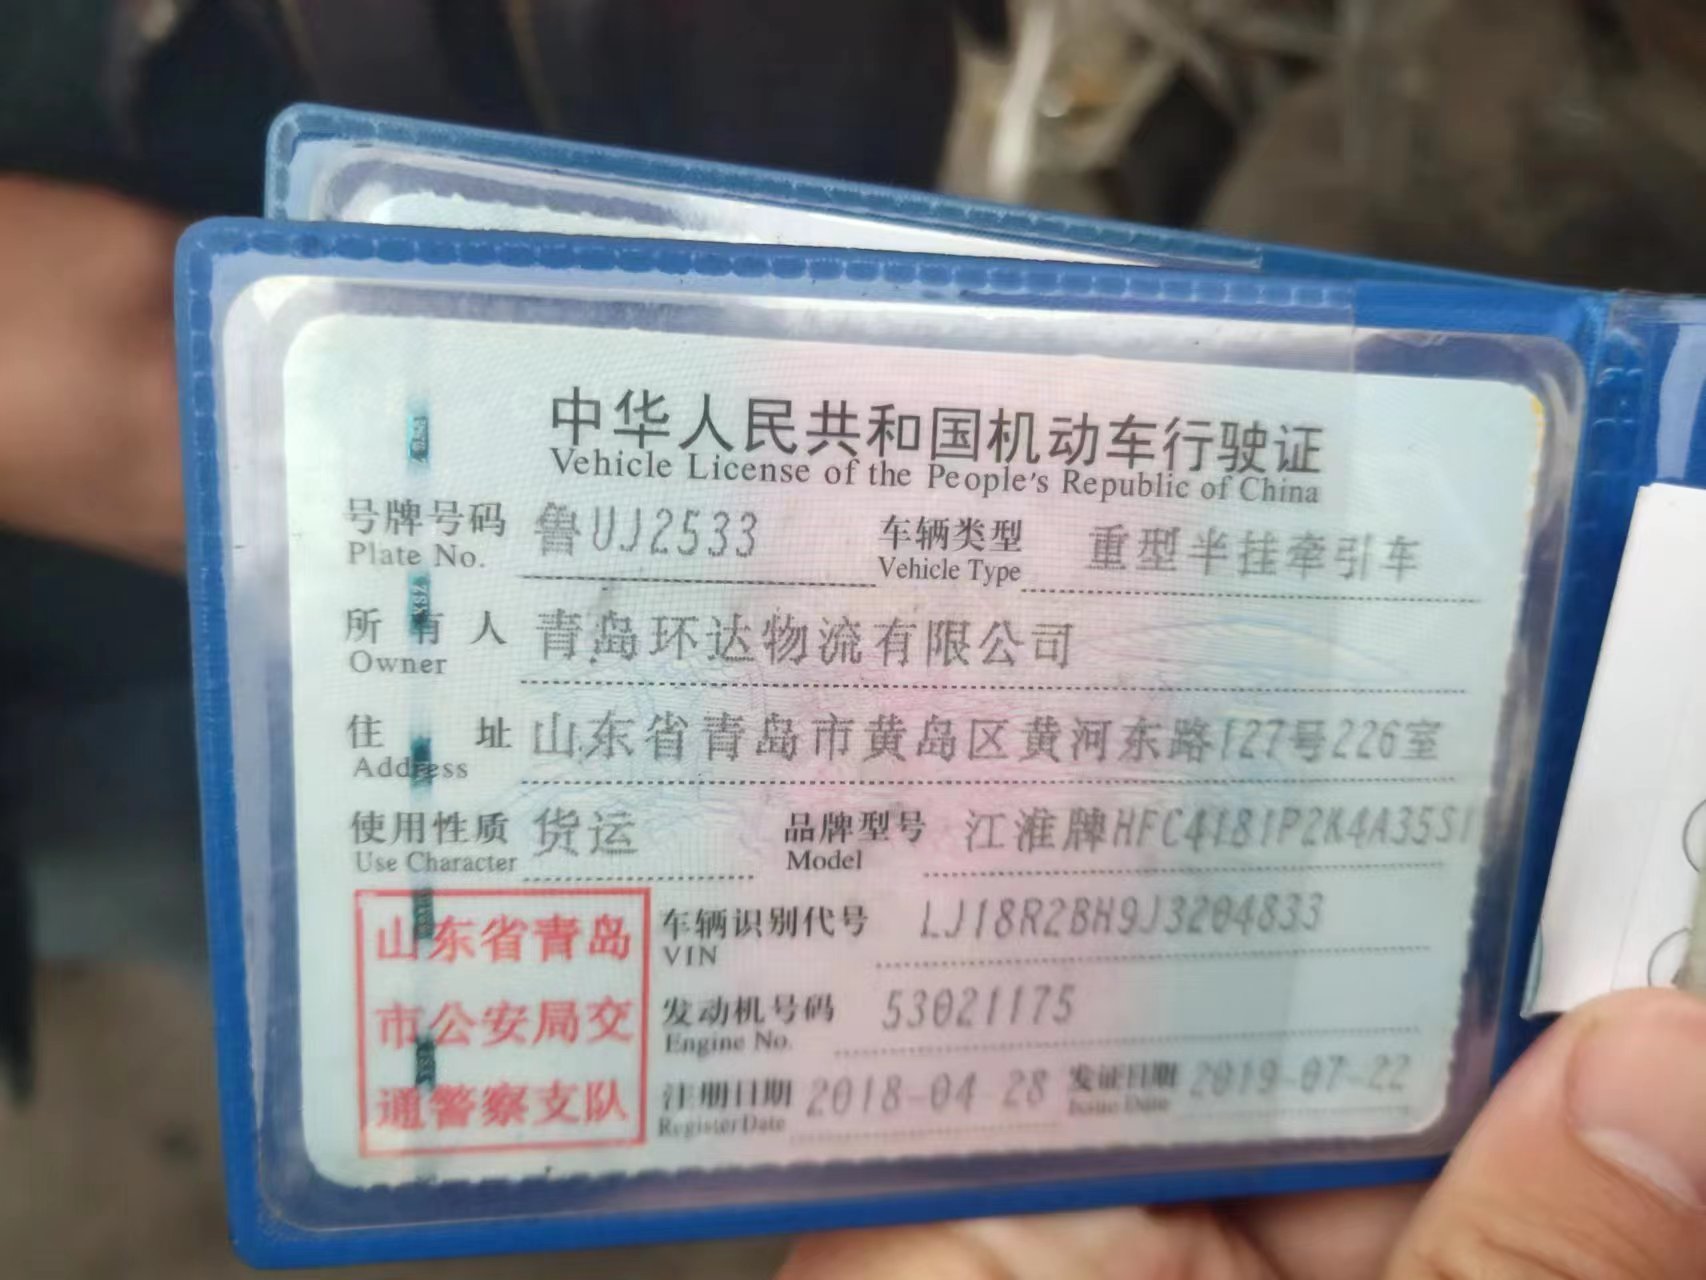 中华人民共和国机动车行驶证
Vehicle License of the People's Republic of China
号牌号码 鲁UJ2533 车辆类型 重型半挂牵引车
Plate No. Vehicle Type
所有人 青岛环达物流有限公司
Owner
住址 山东省青岛市黄岛区黄河东路127号226室
Address
使用性质 货运 品牌型号 江淮牌HFC4181P2K4A35S1
Use Character Model
山东省青岛
市公安局交
通警察支队
车辆识别代号 LJ18R2BH9J3204833
VIN
发动机号码 53021175
Engine No.
注册日期 2018-04-28 发证日期 2019-07-22
Register Date Issue Date